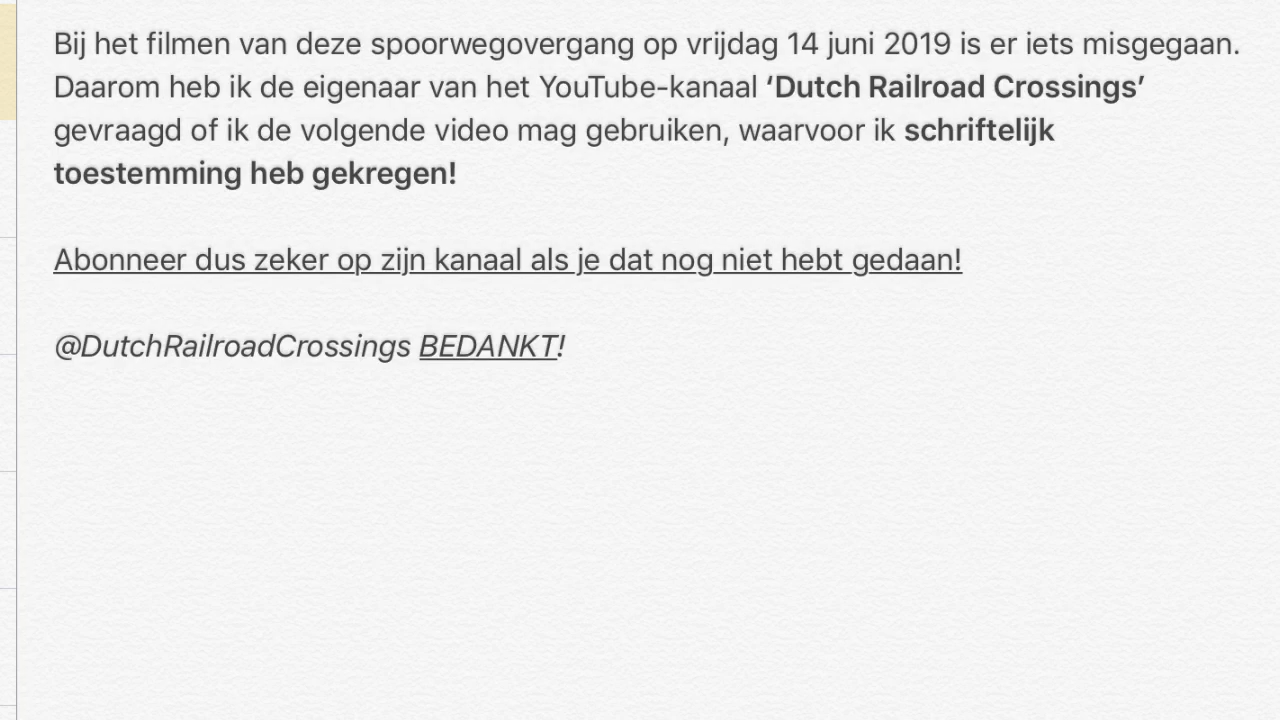 Bij het filmen van deze spoorwegovergang op vrijdag 14 juni 2019 is er iets misgegaan.
Daarom heb ik de eigenaar van het YouTube-kanaal ‘Dutch Railroad Crossings’
gevraagd of ik de volgende video mag gebruiken, waarvoor ik schriftelijk
toestemming heb gekregen!
Abonneer dus zeker op zijn kanaal als je dat nog niet hebt gedaan!
@DutchRailroadCrossings BEDANKT!